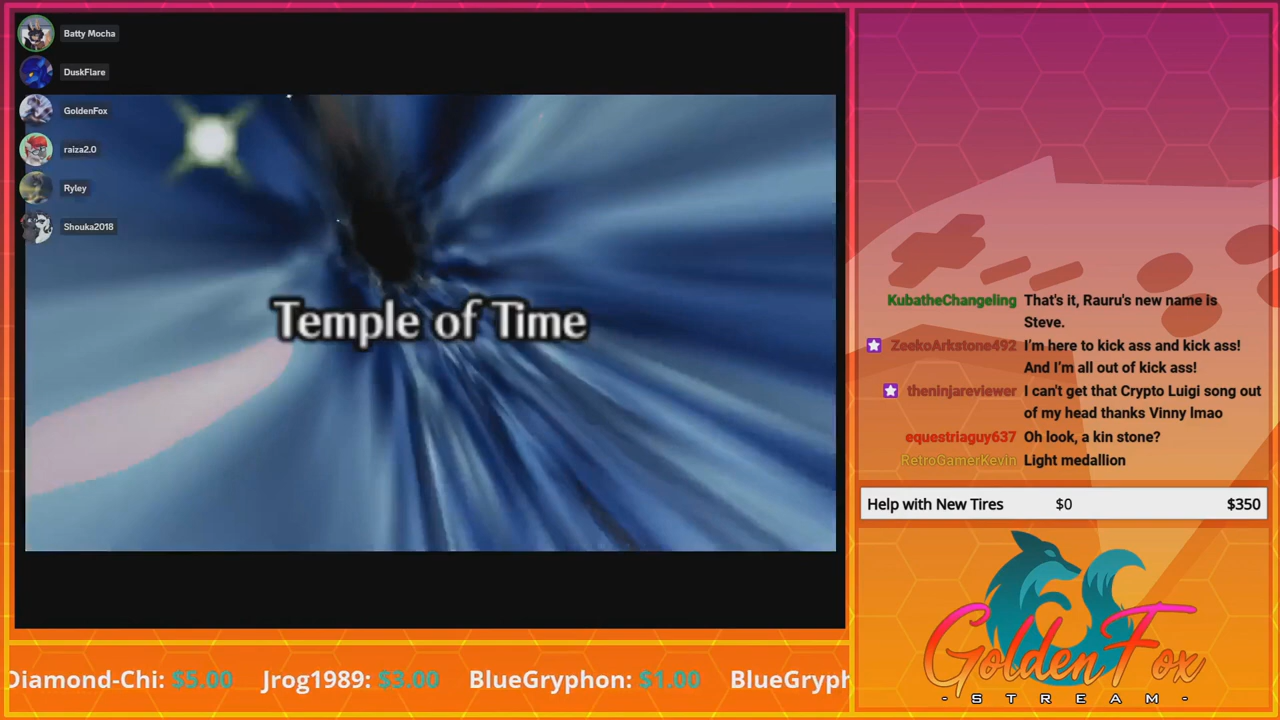 Batty Mocha
DuskFlare
GoldenFox
raiza2.0
Ryley
Shouka2018
Temple of Time
KubatheChangeling That's it, Rauru's new name is
Steve.
ZeekoArkstone492 I'm here to kick ass and kick ass!
And I'm all out of kick ass!
theninjareviewer I can't get that Crypto Luigi song out
of my head thanks Vinny lmao
equestriaguy637 Oh look, a kin stone?
RetroGamerKevin Light medallion
Help with New Tires $0 $350
GoldenFox
- STREAM -
Diamond-Chi: $5.00 Jrog1989: $3.00 BlueGryphon: $1.00 BlueGryph